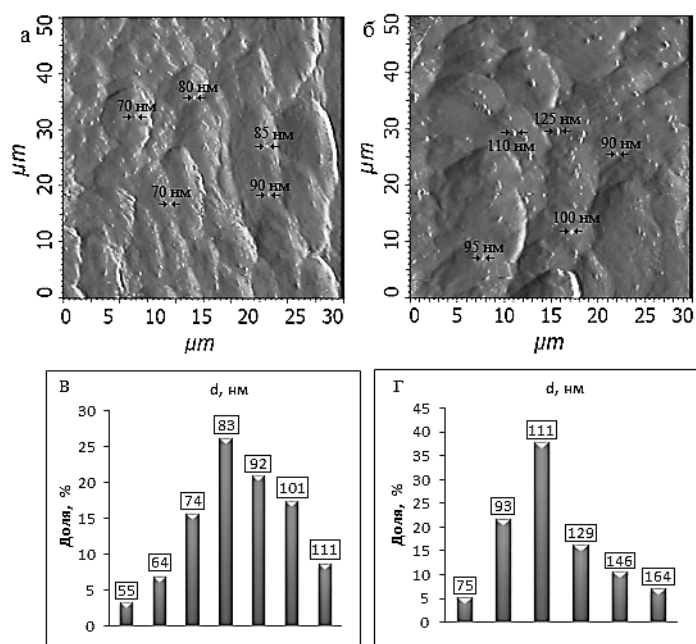 а
50
40
30
20
10
0
μm
80 нм
70 нм
85 нм
70 нм
90 нм
0 5 10 15 20 25 30
μm
б
50
40
30
20
10
0
μm
125 нм
110 нм
90 нм
100 нм
95 нм
0 5 10 15 20 25 30
μm
В
d, нм
Доля, %
30
25
20
15
10
5
0
55
64
74
83
92
101
111
Г
d, нм
Доля, %
45
40
35
30
25
20
15
10
5
0
75
93
111
129
146
164